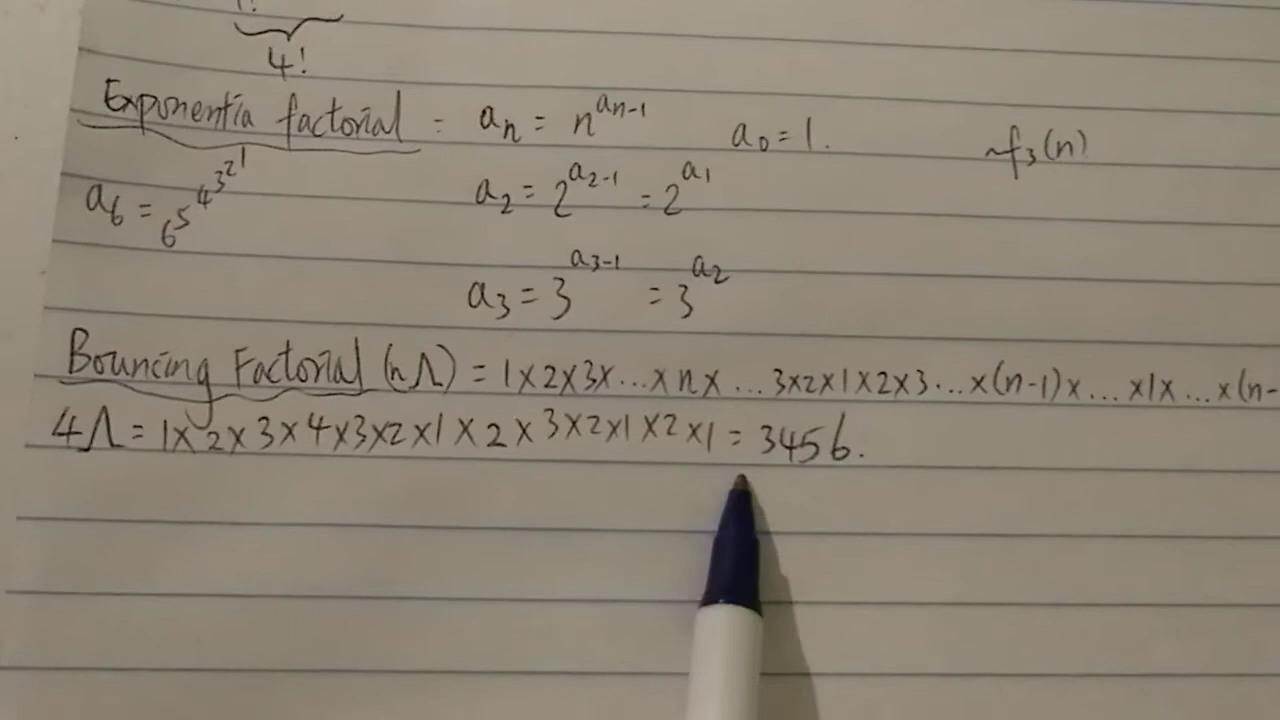 4!
Exponentia factorial = aₙ = n^(aₙ₋₁) a₀ = 1. ~f₃(n)
a₆ = 6^5^4^3^2^1 a₂ = 2^(a₂₋₁) = 2^(a₁)
a₃ = 3^(a₃₋₁) = 3^(a₂)
Bouncing Factorial (nΛ) = 1×2×3×...×n×...3×2×1×2×3...×(n-1)×...×1×...×(n-
4Λ = 1×2×3×4×3×2×1×2×3×2×1×2×1 = 3456.